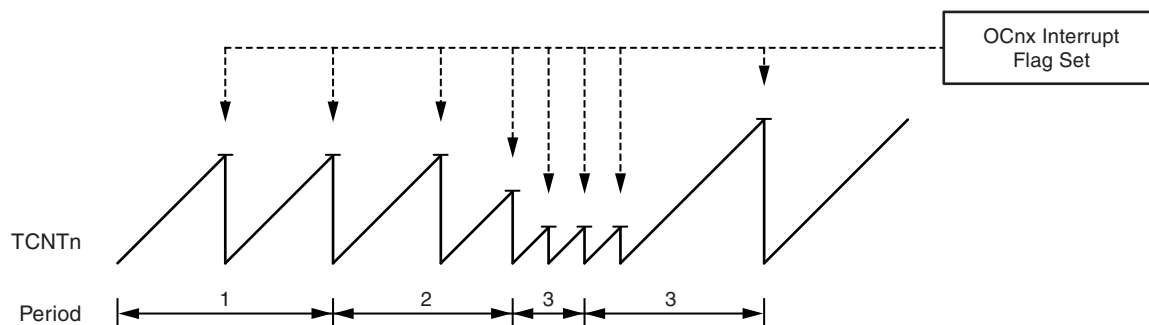 OCnx Interrupt
Flag Set
TCNTn
Period
1
2
3
3